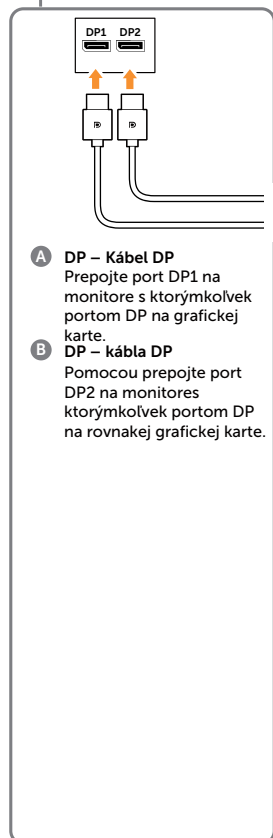 DP1 DP2
A DP – Kábel DP
Prepojte port DP1 na
monitore s ktorýmkoľvek
portom DP na grafickej
karte.
B DP – kábla DP
Pomocou prepojte port
DP2 na monitores
ktorýmkoľvek portom DP
na rovnakej grafickej karte.